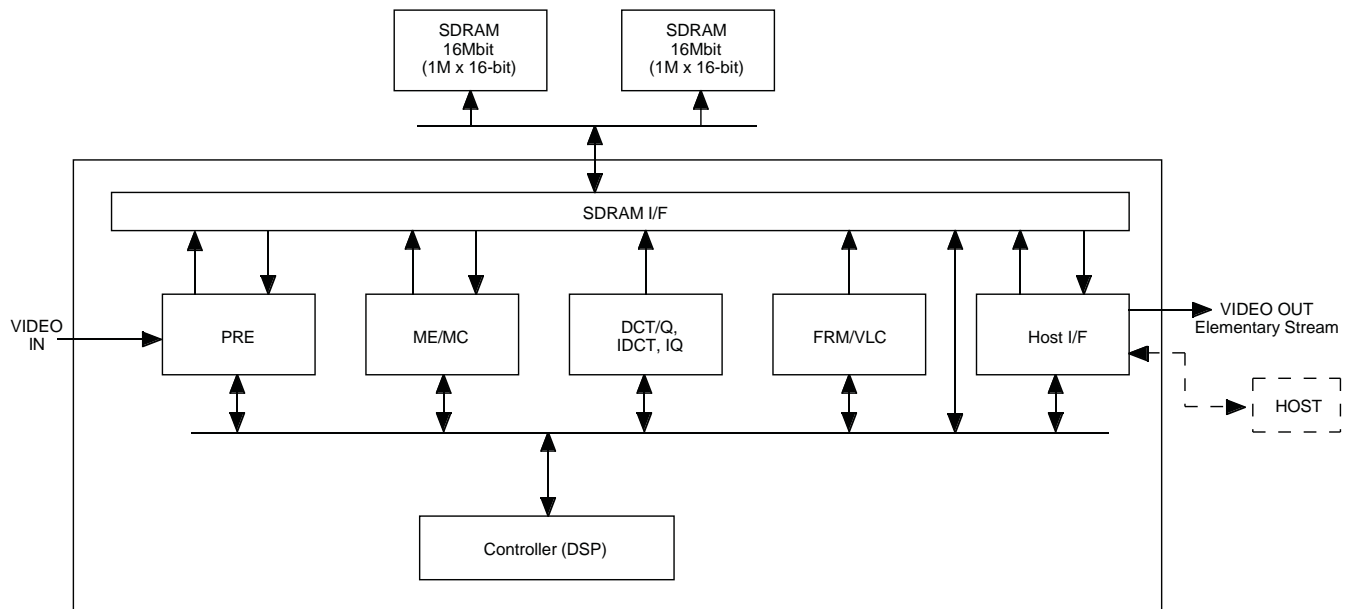 SDRAM
16Mbit
(1M x 16-bit)
SDRAM
16Mbit
(1M x 16-bit)
SDRAM I/F
VIDEO
IN
PRE
ME/MC
DCT/Q,
IDCT, IQ
FRM/VLC
Host I/F
VIDEO OUT
Elementary Stream
HOST
Controller (DSP)